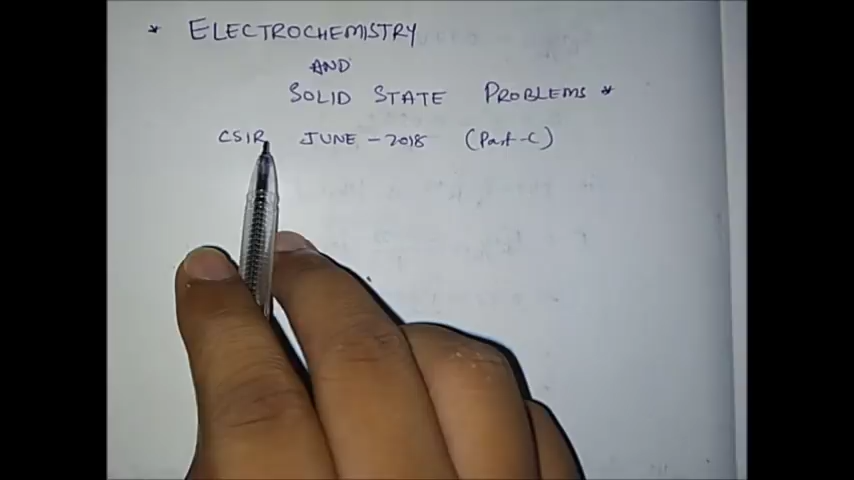 * ELECTROCHEMISTRY
AND
SOLID STATE PROBLEMS *
CSIR JUNE - 2018 (Part-C)